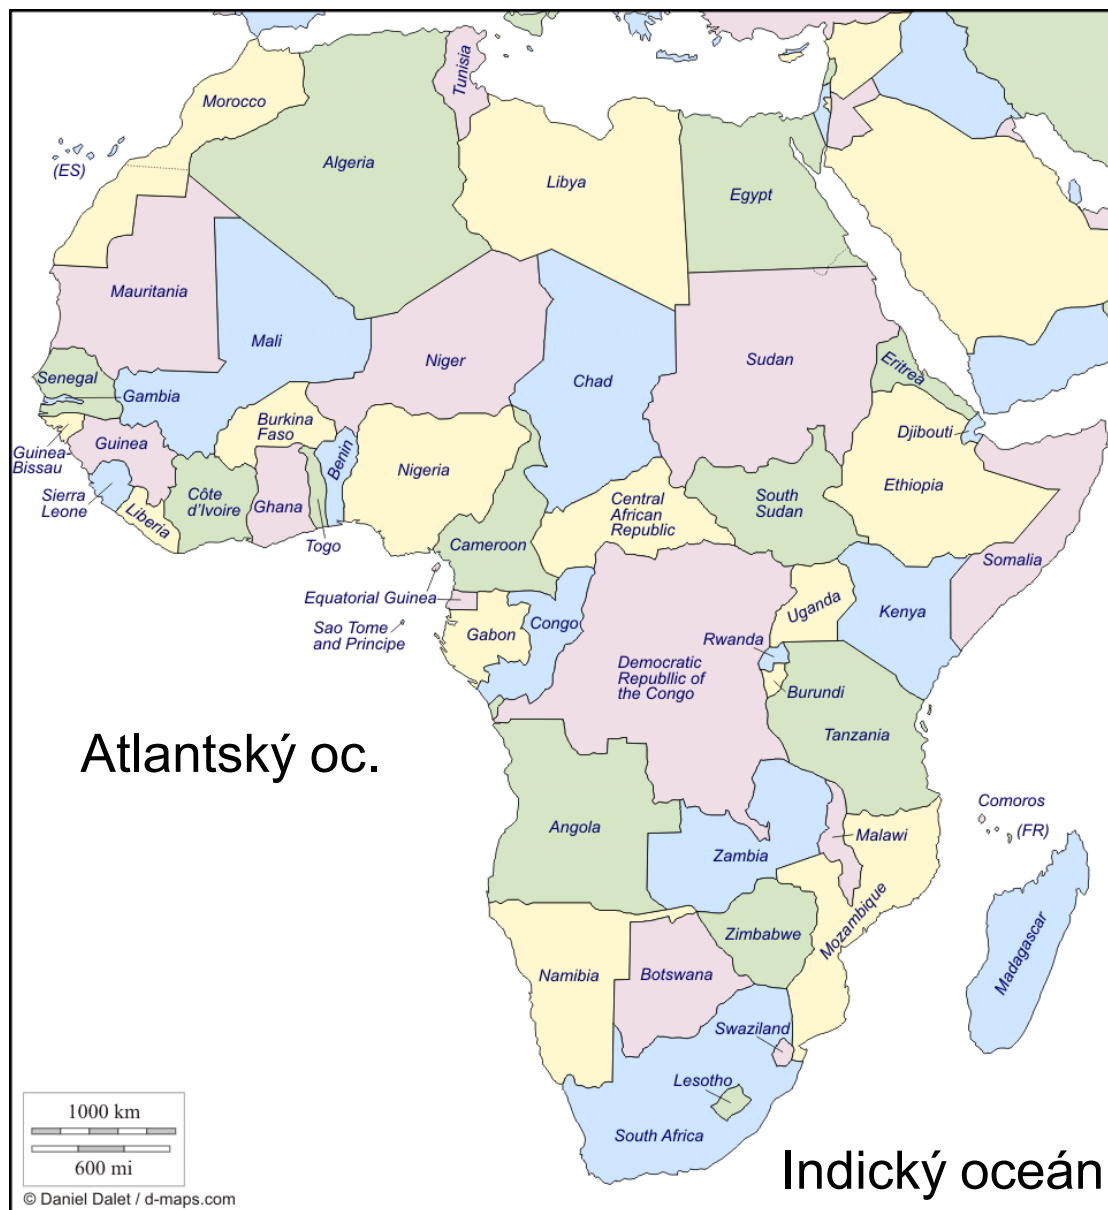 Tunisia
Morocco
Algeria
(ES)
Libya
Egypt
Mauritania
Mali
Niger
Chad
Sudan
Eritrea
Senegal
Gambia
Burkina
Faso
Djibouti
Guinea
Benin
Guinea-
Bissau
Nigeria
Ethiopia
Sierra
Leone
Côte
d'Ivoire
Ghana
Liberia
Central
African
Republic
South
Sudan
Togo
Cameroon
Somalia
Equatorial Guinea
Uganda
Kenya
Sao Tome
and Principe
Gabon
Congo
Rwanda
Democratic
Republlic of
the Congo
Burundi
Tanzania
Atlantský oc.
Comoros
(FR)
Angola
Malawi
Zambia
Mozambique
Zimbabwe
Madagascar
Namibia
Botswana
Swaziland
Lesotho
South Africa
1000 km
600 mi
Indický oceán
© Daniel Dalet / d-maps.com